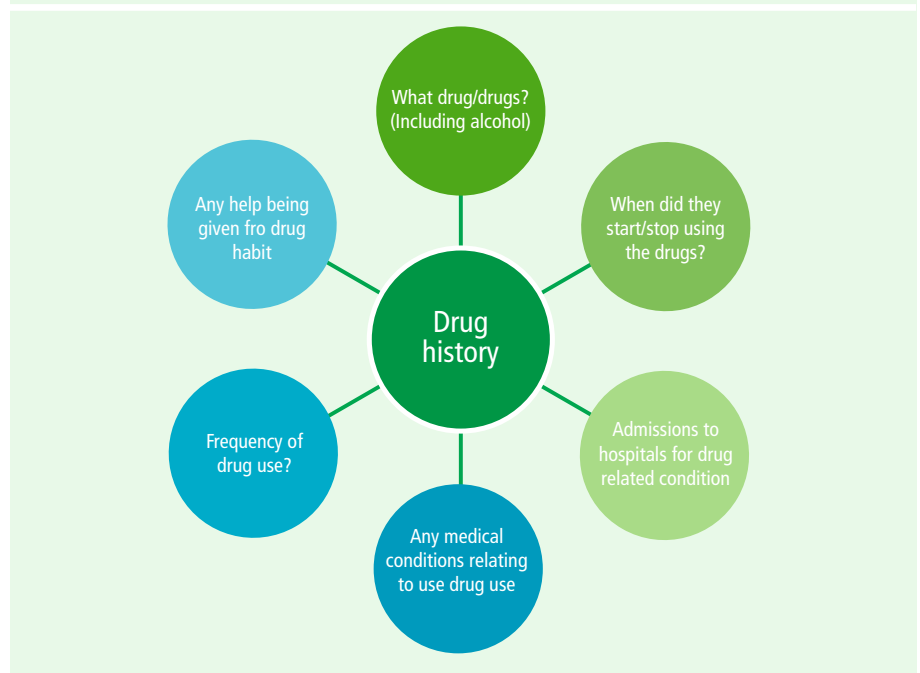 What drug/drugs?
(Including alcohol)
Any help being
given fro drug
habit
When did they
start/stop using
the drugs?
Drug
history
Frequency of
drug use?
Admissions to
hospitals for drug
related condition
Any medical
conditions relating
to use drug use